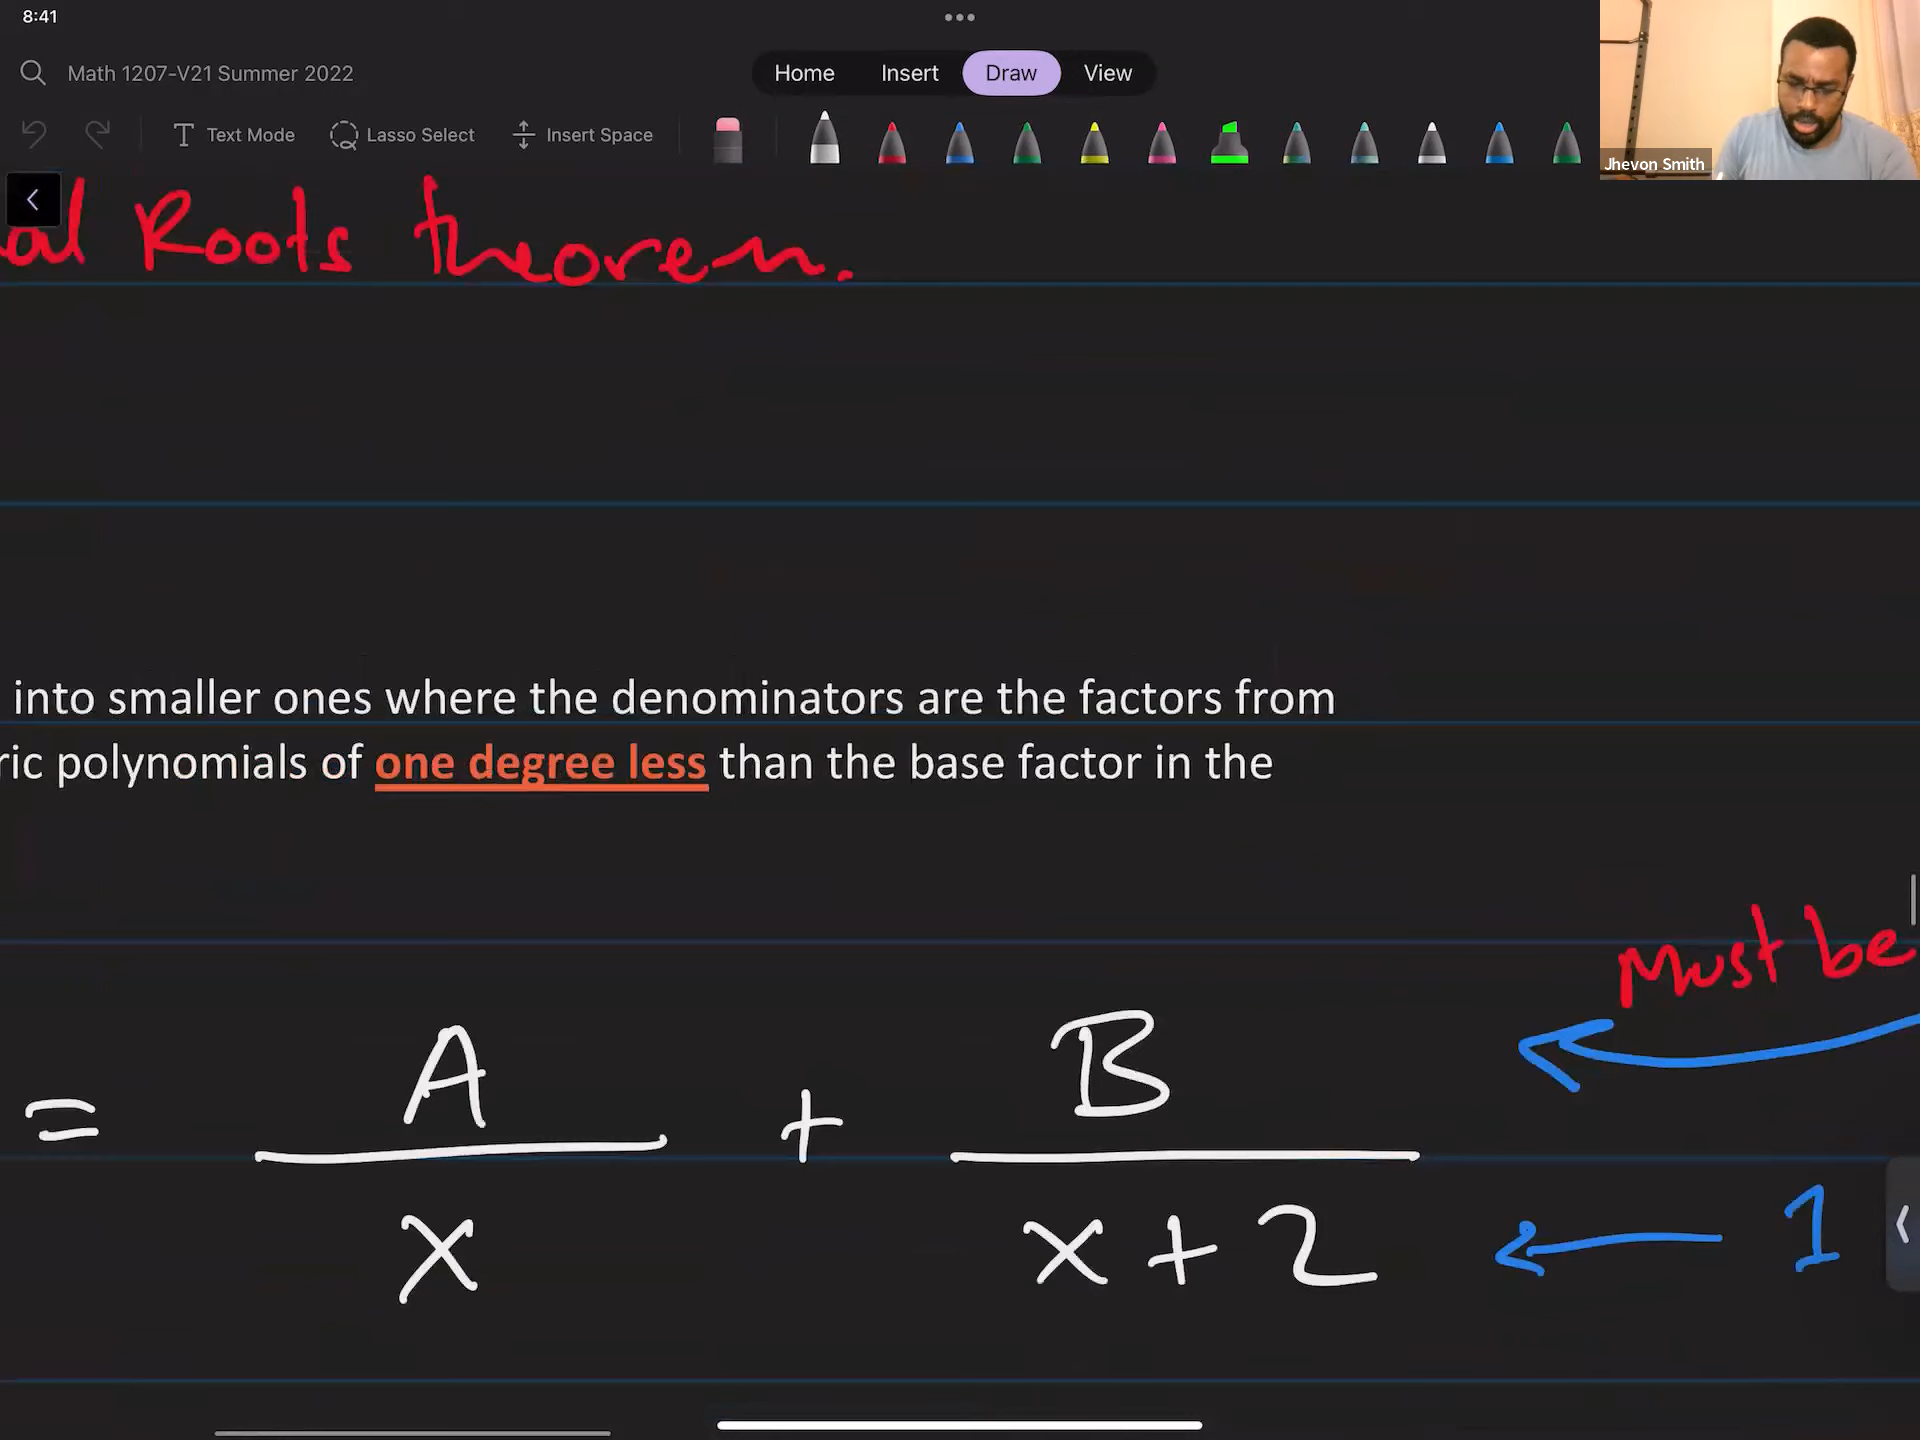 8:41
Math 1207-V21 Summer 2022
Home Insert Draw View
Text Mode Lasso Select Insert Space
Jhevon Smith
al Roots theorem.
into smaller ones where the denominators are the factors from
ric polynomials of one degree less than the base factor in the
Must be
= A/x + B/(x + 2)
1